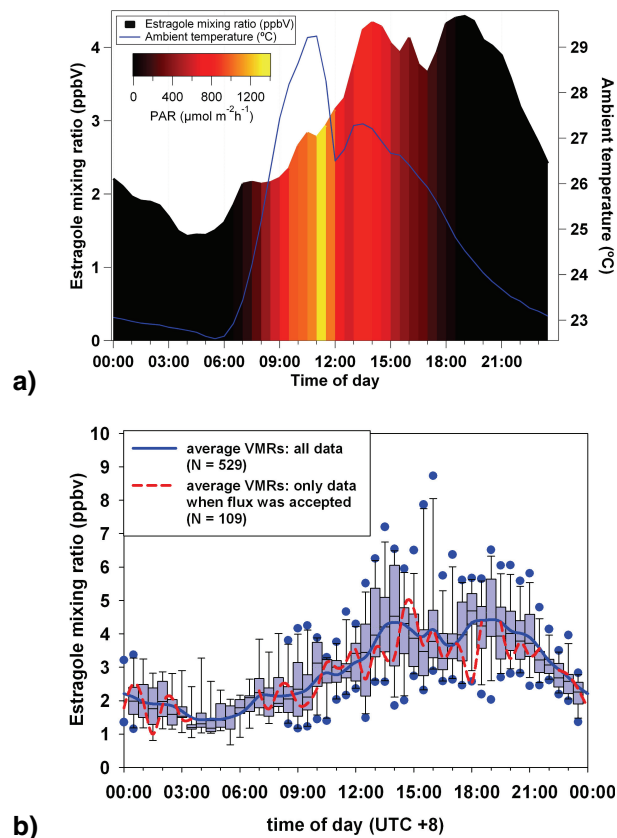 Estragole mixing ratio (ppbV)
Ambient temperature (ºC)
0 400 800 1200
PAR (µmol m⁻²h⁻¹)
Estragole mixing ratio (ppbV)
4
3
2
1
0
Ambient temperature (ºC)
29
28
27
26
25
24
23
00:00 03:00 06:00 09:00 12:00 15:00 18:00 21:00
Time of day
a)
average VMRs: all data
(N = 529)
average VMRs: only data
when flux was accepted
(N = 109)
Estragole mixing ratio (ppbv)
10
9
8
7
6
5
4
3
2
1
0
00:00 03:00 06:00 09:00 12:00 15:00 18:00 21:00 00:00
time of day (UTC +8)
b)